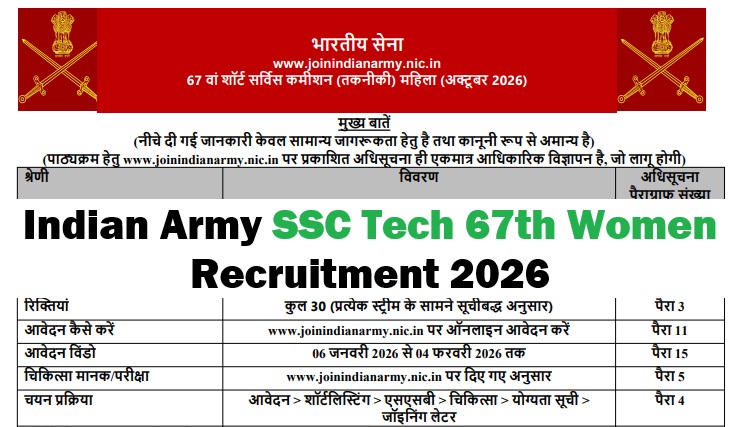 भारतीय सेना
www.joinindianarmy.nic.in
67 वां शॉर्ट सर्विस कमीशन (तकनीकी) महिला (अक्टूबर 2026)
मुख्य बातें
(नीचे दी गई जानकारी केवल सामान्य जागरूकता हेतु है तथा कानूनी रूप से अमान्य है)
(पाठ्यक्रम हेतु www.joinindianarmy.nic.in पर प्रकाशित अधिसूचना ही एकमात्र आधिकारिक विज्ञापन है, जो लागू होगी)
श्रेणी विवरण अधिसूचना
पैराग्राफ संख्या
Indian Army SSC Tech 67th Women
Recruitment 2026
रिक्तियां कुल 30 (प्रत्येक स्ट्रीम के सामने सूचीबद्ध अनुसार) पैरा 3
आवेदन कैसे करें www.joinindianarmy.nic.in पर ऑनलाइन आवेदन करें पैरा 11
आवेदन विंडो 06 जनवरी 2026 से 04 फरवरी 2026 तक पैरा 15
चिकित्सा मानक/परीक्षा www.joinindianarmy.nic.in पर दिए गए अनुसार पैरा 5
चयन प्रक्रिया आवेदन > शॉर्टलिस्टिंग > एसएसबी > चिकित्सा > योग्यता सूची > पैरा 4
जॉइनिंग लेटर